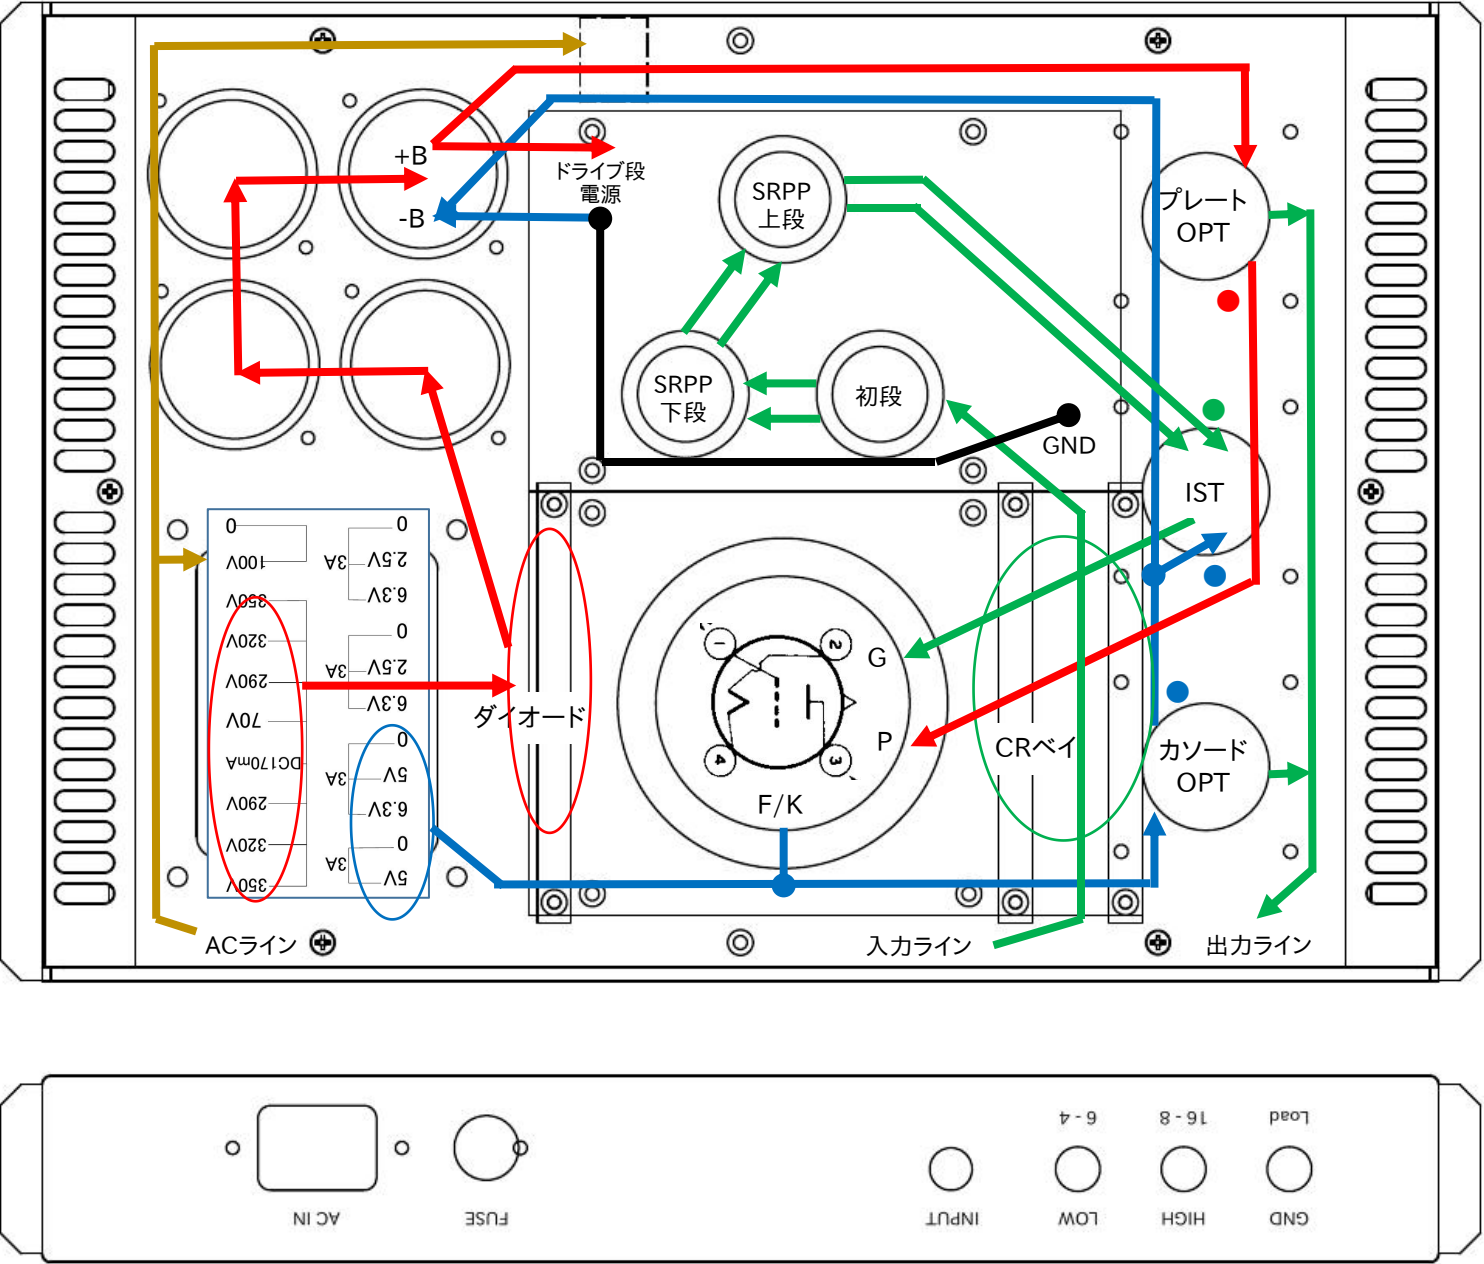 +B
-B
ドライブ段
電源
SRPP
上段
プレート
OPT
SRPP
下段
初段
GND
IST
0
100V
350V
320V
290V
70V
DC170mA
290V
320V
350V
0
2.5V
3A
6.3V
0
2.5V
3A
6.3V
0
5V
3A
6.3V
0
3A
5V
ダイオード
1
2
3
4
G
P
F/K
CRベイ
カソード
OPT
ACライン
入力ライン
出力ライン
6 - 4
16 - 8
Load
AC IN
FUSE
INPUT
LOW
HIGH
GND